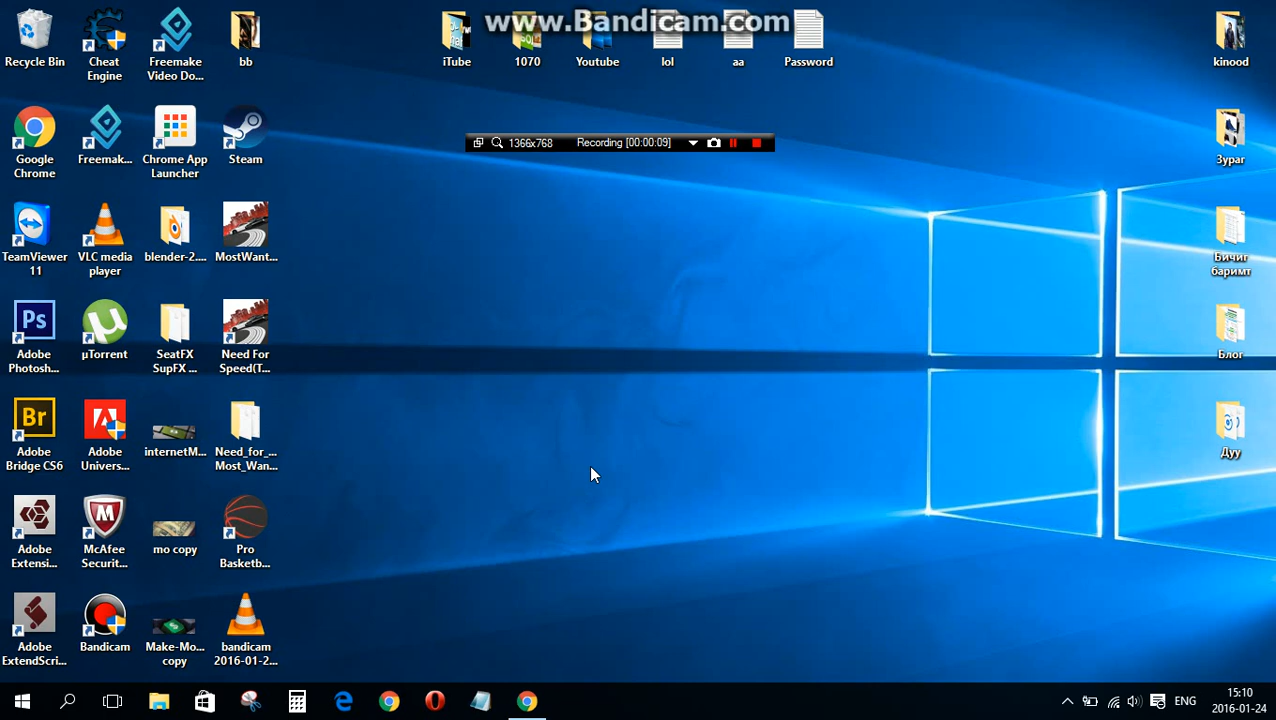 www.Bandicam.com
Recycle Bin
Cheat Engine
Freemake Video Do...
bb
iTube
1070
Youtube
lol
aa
Password
kinood
1366x768
Recording [00:00:09]
Google Chrome
Freemak...
Chrome App Launcher
Steam
Зураг
TeamViewer 11
VLC media player
blender-2....
MostWant...
Бичиг баримт
Ps
Adobe Photosh...
µTorrent
SeatFX SupFX ...
Need For Speed(T...
Блог
Br
Adobe Bridge CS6
Adobe Univers...
internetM...
Need_for_... Most_Wan...
Дуу
Adobe Extensi...
McAfee Securit...
mo copy
Pro Basketb...
Adobe ExtendScri...
Bandicam
Make-Mo... copy
bandicam 2016-01-2...
ENG
15:10
2016-01-24